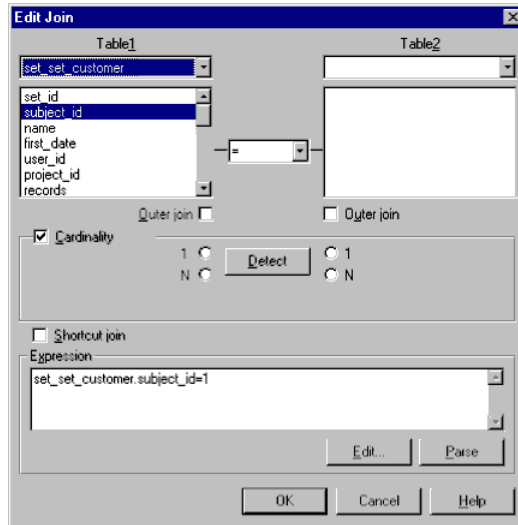 Edit Join
Table1 Table2
set_set_customer
set_id
subject_id
name
first_date
user_id
project_id
records
=
Outer join Outer join
Cardinality
1 Detect 1
N N
Shortcut join
Expression
set_set_customer.subject_id=1
Edit... Parse
OK Cancel Help